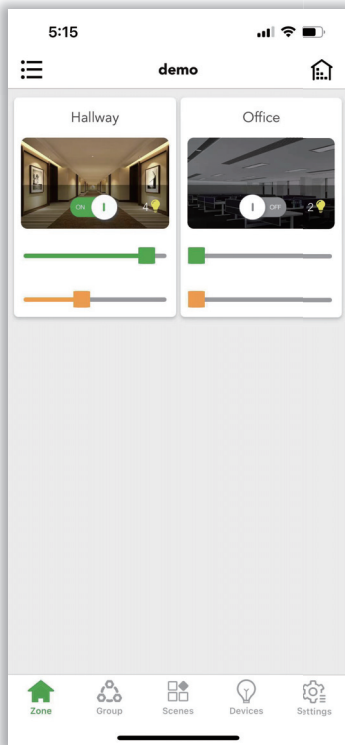 5:15
demo
Hallway
Office
ON
4
OFF
2
Zone
Group
Scenes
Devices
Settings